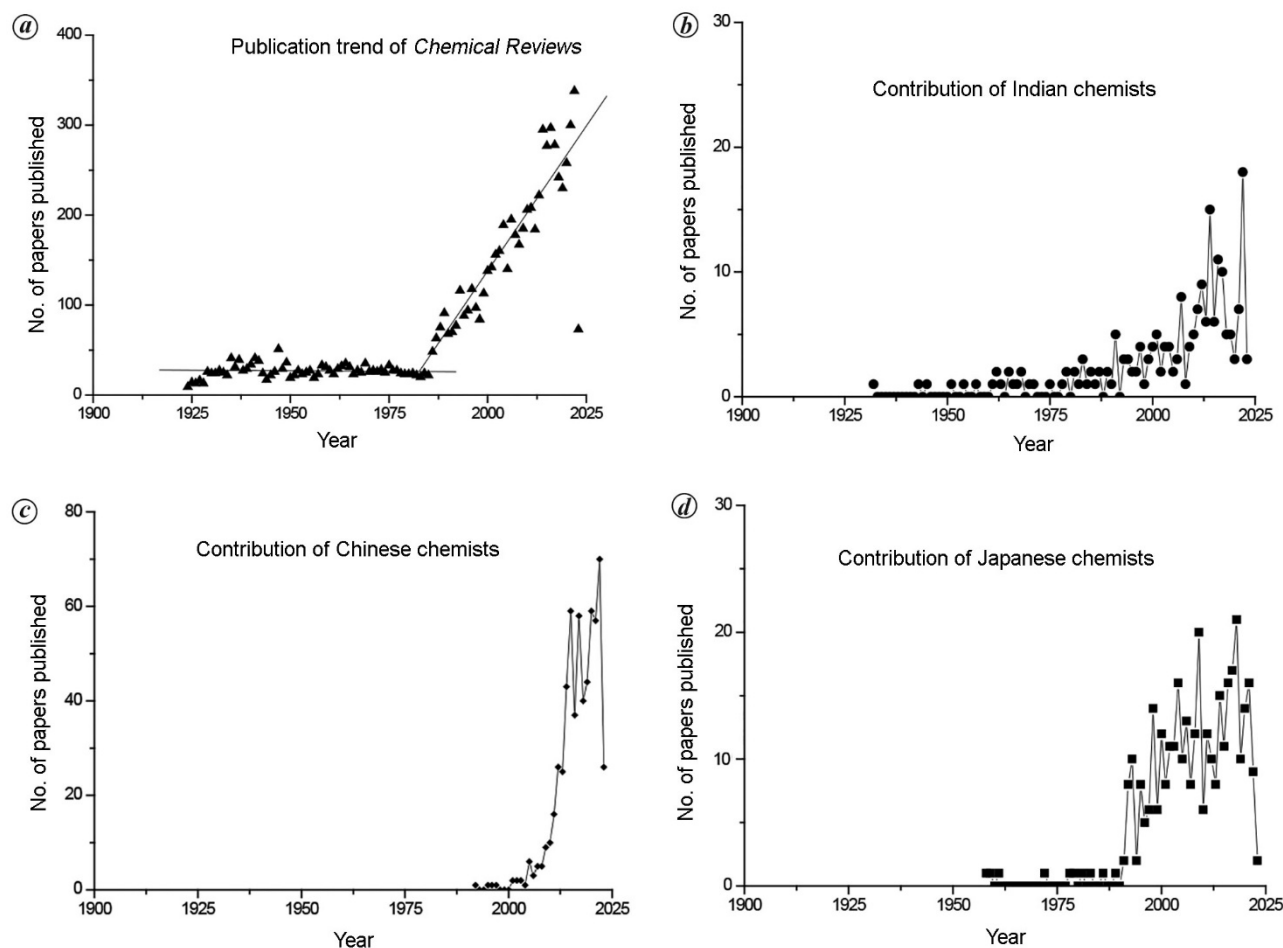 a
Publication trend of Chemical Reviews
No. of papers published
400
300
200
100
0
1900
1925
1950
1975
2000
2025
Year
b
Contribution of Indian chemists
No. of papers published
30
20
10
0
1900
1925
1950
1975
2000
2025
Year
c
Contribution of Chinese chemists
No. of papers published
80
60
40
20
0
1900
1925
1950
1975
2000
2025
Year
d
Contribution of Japanese chemists
No. of papers published
30
20
10
0
1900
1925
1950
1975
2000
2025
Year